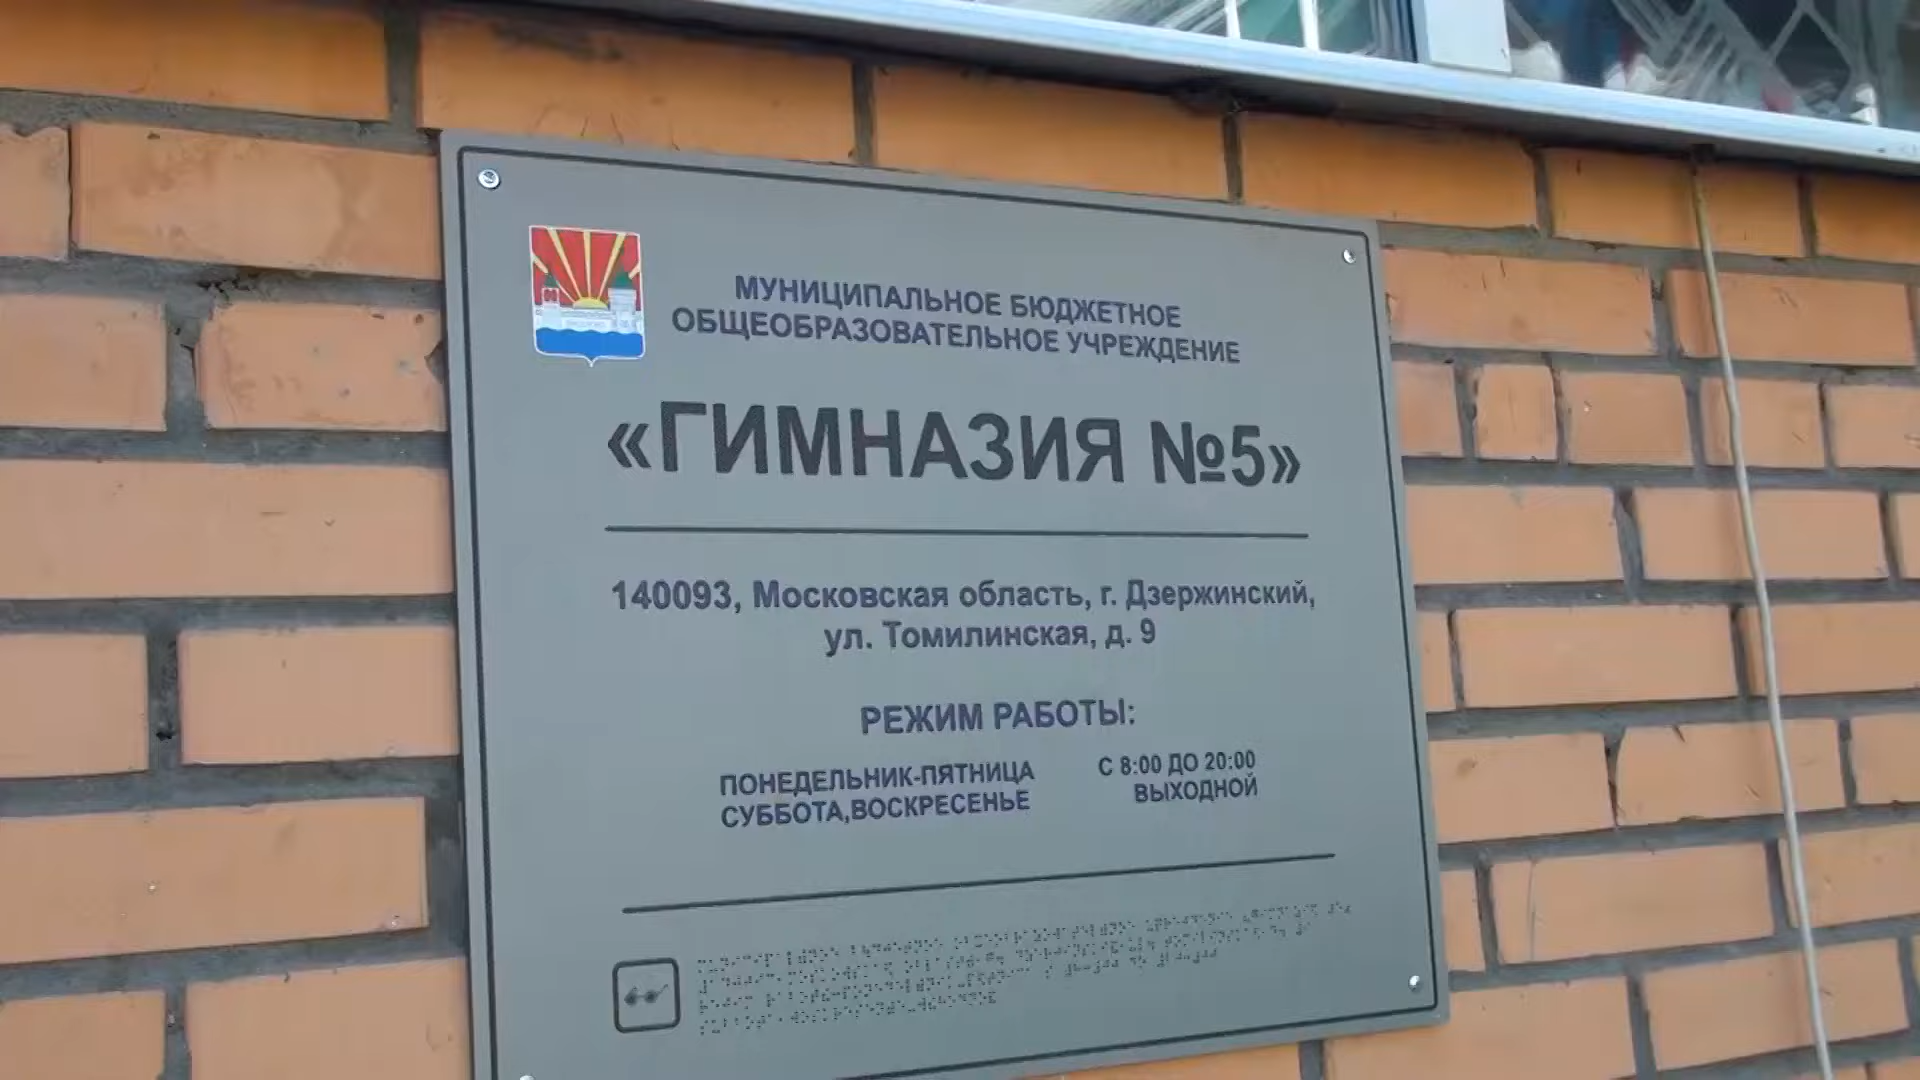 МУНИЦИПАЛЬНОЕ БЮДЖЕТНОЕ
ОБЩЕОБРАЗОВАТЕЛЬНОЕ УЧРЕЖДЕНИЕ
«ГИМНАЗИЯ №5»
140093, Московская область, г. Дзержинский,
ул. Томилинская, д. 9
РЕЖИМ РАБОТЫ:
ПОНЕДЕЛЬНИК-ПЯТНИЦА С 8:00 ДО 20:00
СУББОТА,ВОСКРЕСЕНЬЕ ВЫХОДНОЙ